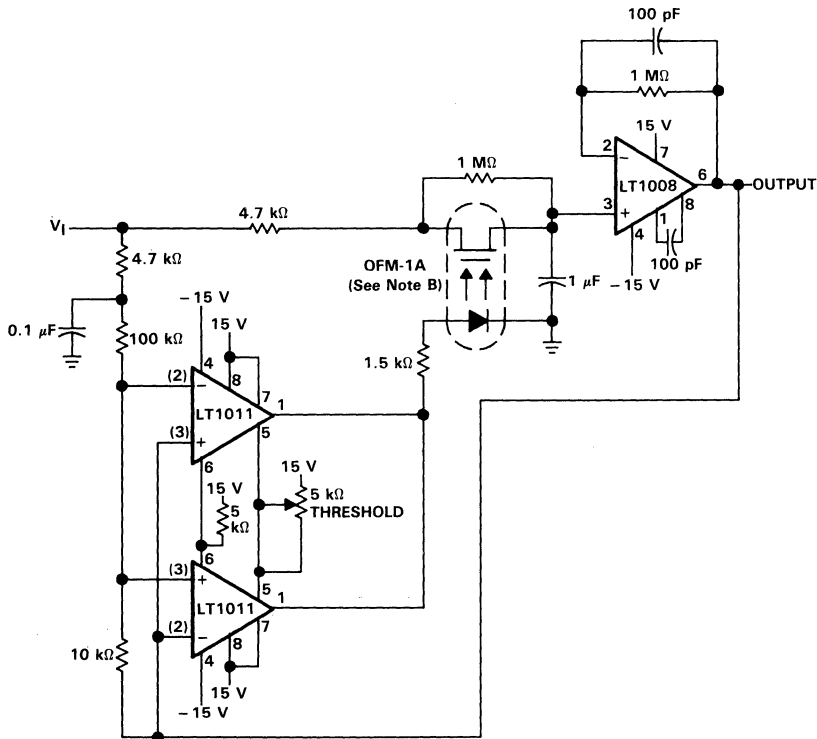 100 pF
1 MΩ
15 V
2
7
−
LT1008
6
OUTPUT
3
+
1
8
4
100 pF
−15 V
1 MΩ
4.7 kΩ
VI
4.7 kΩ
OFM-1A
(See Note B)
1 μF
0.1 μF
100 kΩ
−15 V
15 V
1.5 kΩ
4
8
(2)
−
7
LT1011
1
(3)
+
5
6
15 V
5
kΩ
15 V
5 kΩ
THRESHOLD
6
(3)
+
5
LT1011
1
(2)
−
8
7
4
10 kΩ
15 V
−15 V